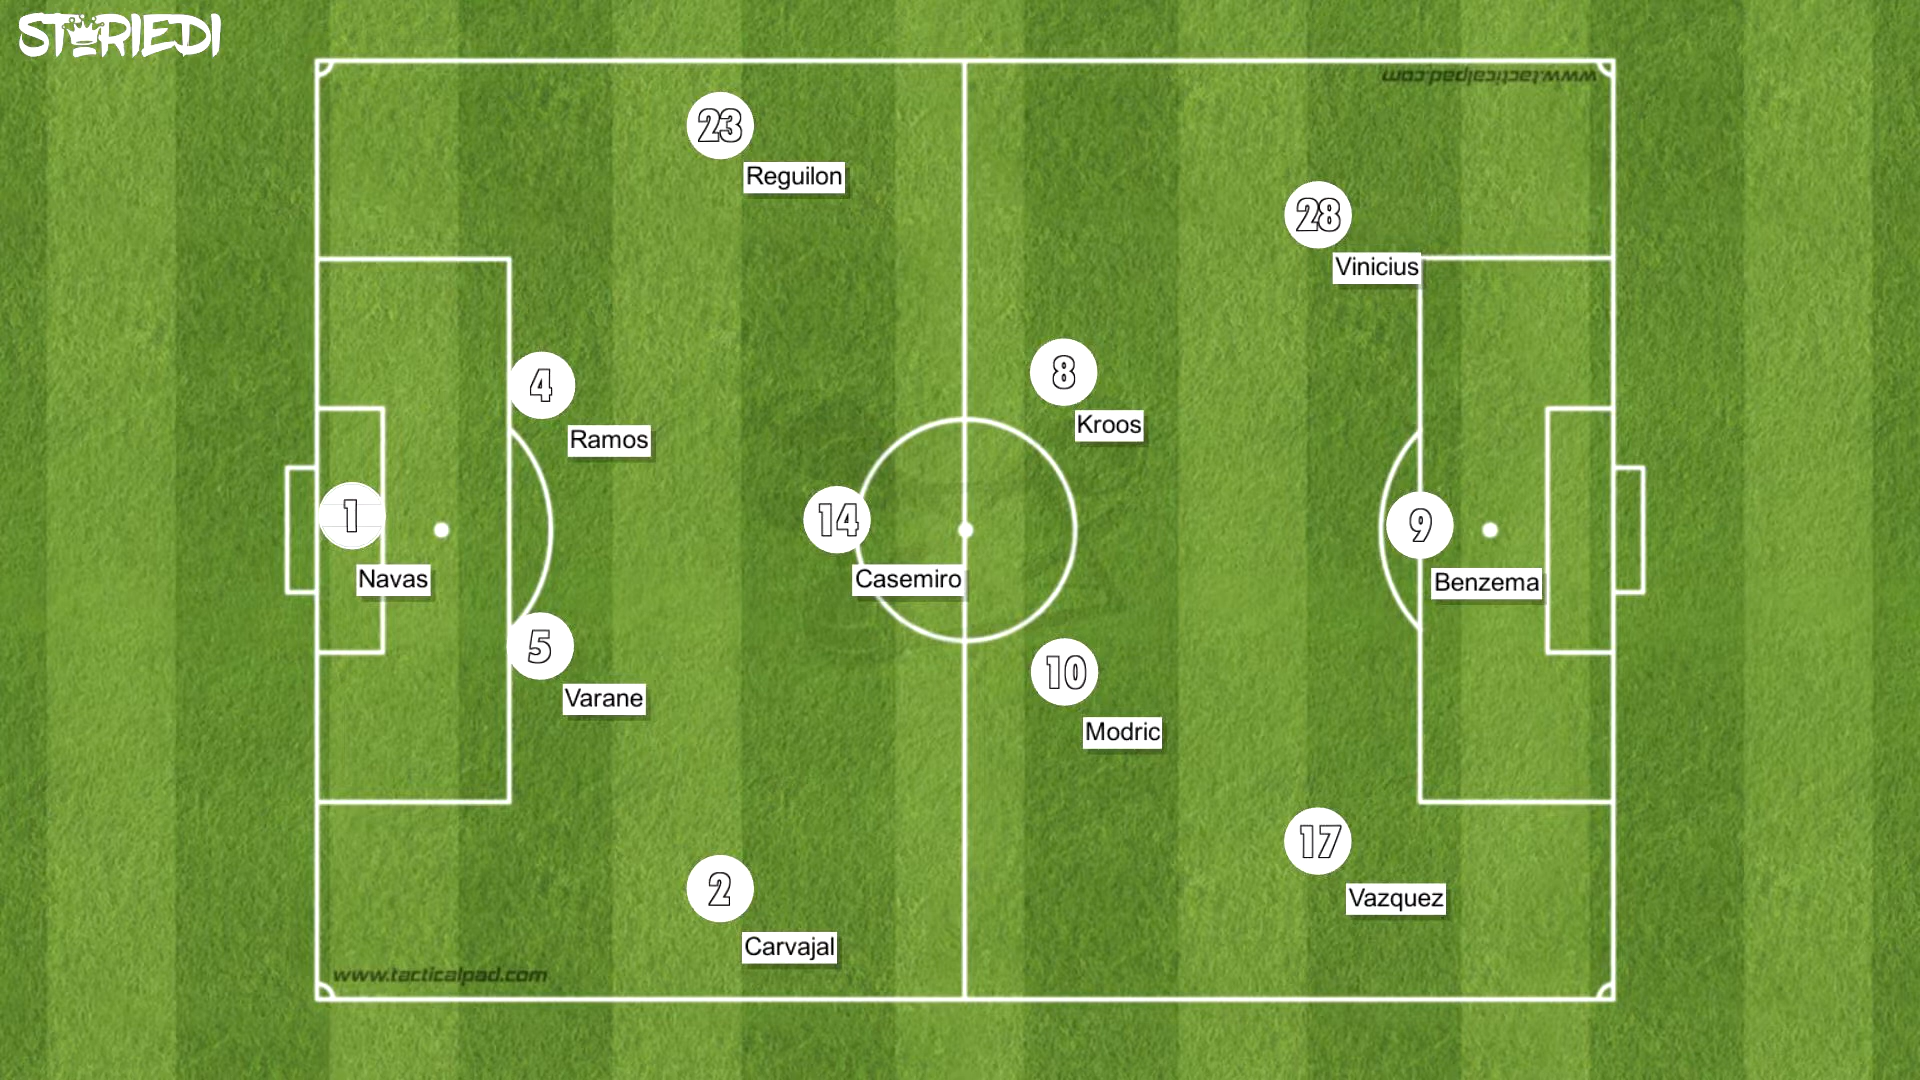 STORIEDI
www.tacticalpad.com
23
Reguilon
28
Vinicius
4
Ramos
8
Kroos
1
Navas
14
Casemiro
9
Benzema
5
Varane
10
Modric
17
Vazquez
2
Carvajal
www.tacticalpad.com